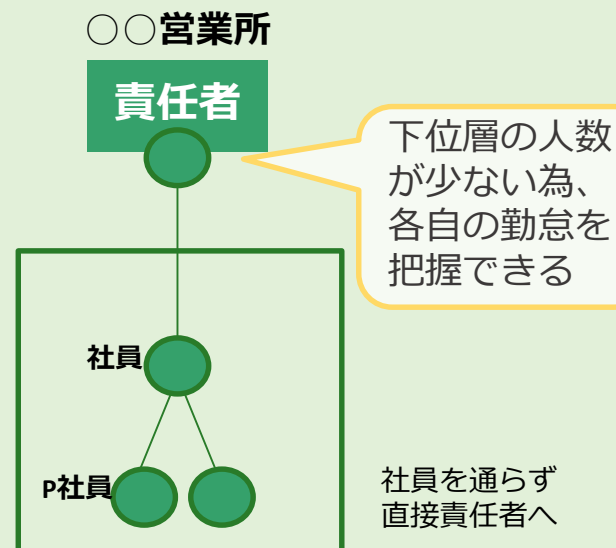 ○○営業所
責任者
下位層の人数
が少ない為、
各自の勤怠を
把握できる
社員
P社員
社員を通らず
直接責任者へ